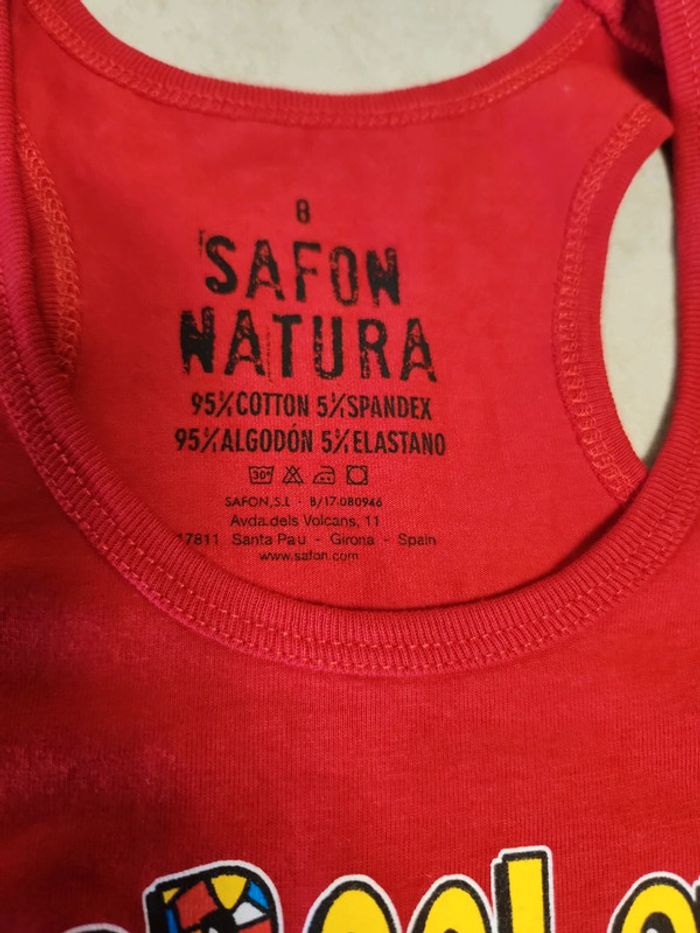 8
SAFON
NATURA
95%COTTON 5%SPANDEX
95%ALGODÓN 5%ELASTANO
30°
SAFON,S.L - B/17-080946
Avda.dels Volcans, 11
17811 Santa Pau - Girona - Spain
www.safon.com